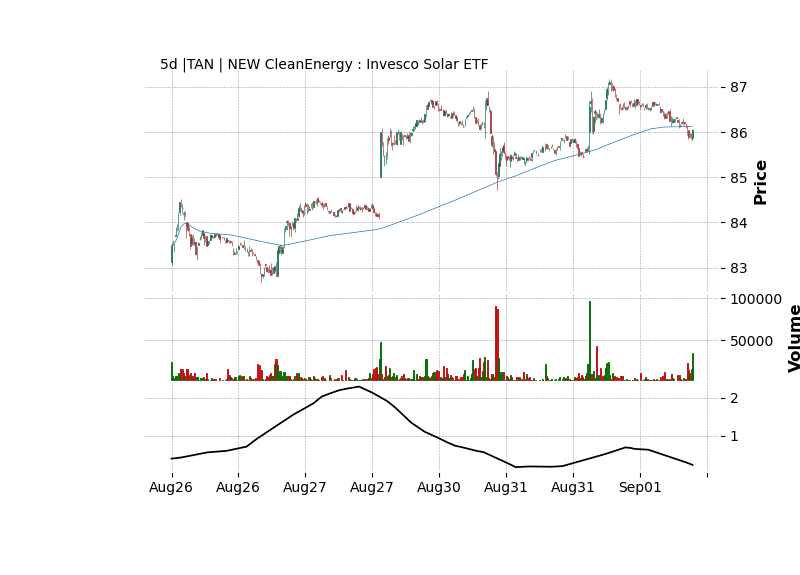 5d |TAN | NEW CleanEnergy : Invesco Solar ETF
87
86
85
84
83
Price
100000
50000
Volume
2
1
Aug26 Aug26 Aug27 Aug27 Aug30 Aug31 Aug31 Sep01